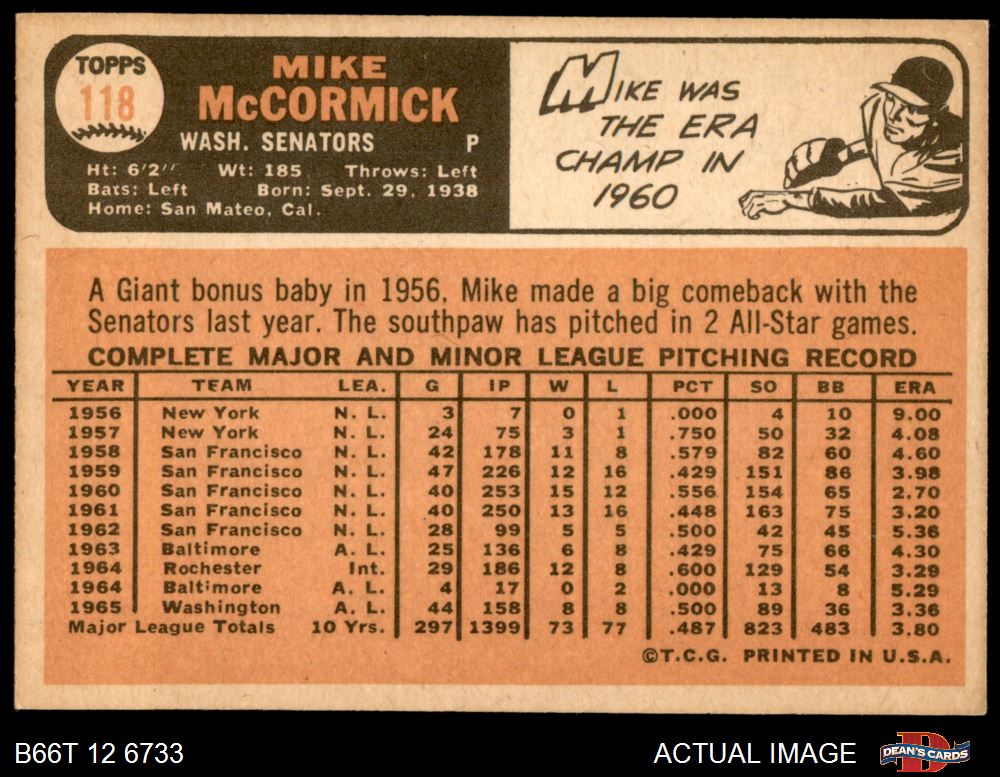 TOPPS
118
MIKE
McCORMICK
WASH. SENATORS P
Ht: 6'2" Wt: 185 Throws: Left
Bats: Left Born: Sept. 29, 1938
Home: San Mateo, Cal.
MIKE WAS
THE ERA
CHAMP IN
1960
A Giant bonus baby in 1956, Mike made a big comeback with the
Senators last year. The southpaw has pitched in 2 All-Star games.
COMPLETE MAJOR AND MINOR LEAGUE PITCHING RECORD
YEAR TEAM LEA. G IP W L PCT SO BB ERA
1956 New York N. L. 3 7 0 1 .000 4 10 9.00
1957 New York N. L. 24 75 3 1 .750 50 32 4.08
1958 San Francisco N. L. 42 178 11 8 .579 82 60 4.60
1959 San Francisco N. L. 47 226 12 16 .429 151 86 3.98
1960 San Francisco N. L. 40 253 15 12 .556 154 65 2.70
1961 San Francisco N. L. 40 250 13 16 .448 163 75 3.20
1962 San Francisco N. L. 28 99 5 5 .500 42 45 5.36
1963 Baltimore A. L. 25 136 6 8 .429 75 66 4.30
1964 Rochester Int. 29 186 12 8 .600 129 54 3.29
1964 Baltimore A. L. 4 17 0 2 .000 13 8 5.29
1965 Washington A. L. 44 158 8 8 .500 89 36 3.36
Major League Totals 10 Yrs. 297 1399 73 77 .487 823 483 3.80
©T.C.G. PRINTED IN U.S.A.
B66T 12 6733 ACTUAL IMAGE DEAN'S CARDS